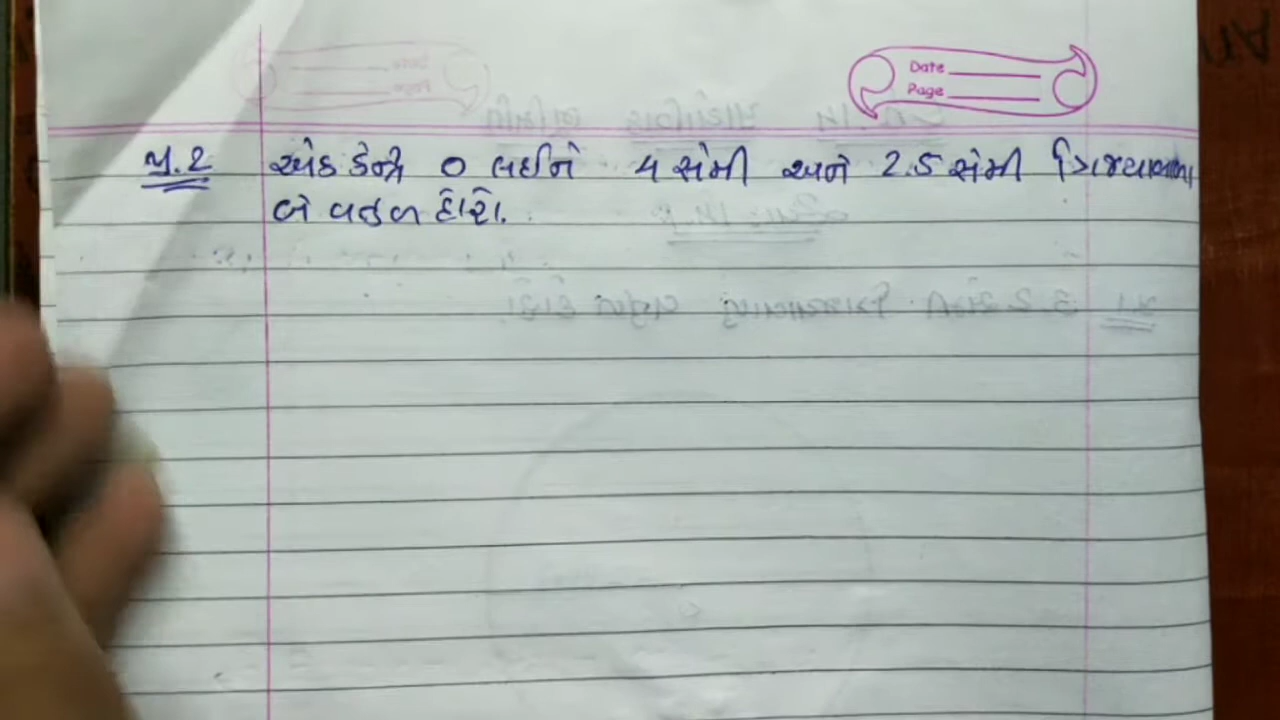 Date
Page
પ્ર.2 એક કેન્દ્રે O લઈને 4 સેમી અને 2.5 સેમી ત્રિજ્યાવાળા
બે વર્તુળ દોરો.